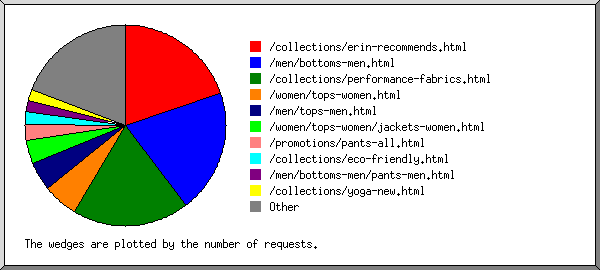 /collections/erin-recommends.html
/men/bottoms-men.html
/collections/performance-fabrics.html
/women/tops-women.html
/men/tops-men.html
/women/tops-women/jackets-women.html
/promotions/pants-all.html
/collections/eco-friendly.html
/men/bottoms-men/pants-men.html
/collections/yoga-new.html
Other
The wedges are plotted by the number of requests.